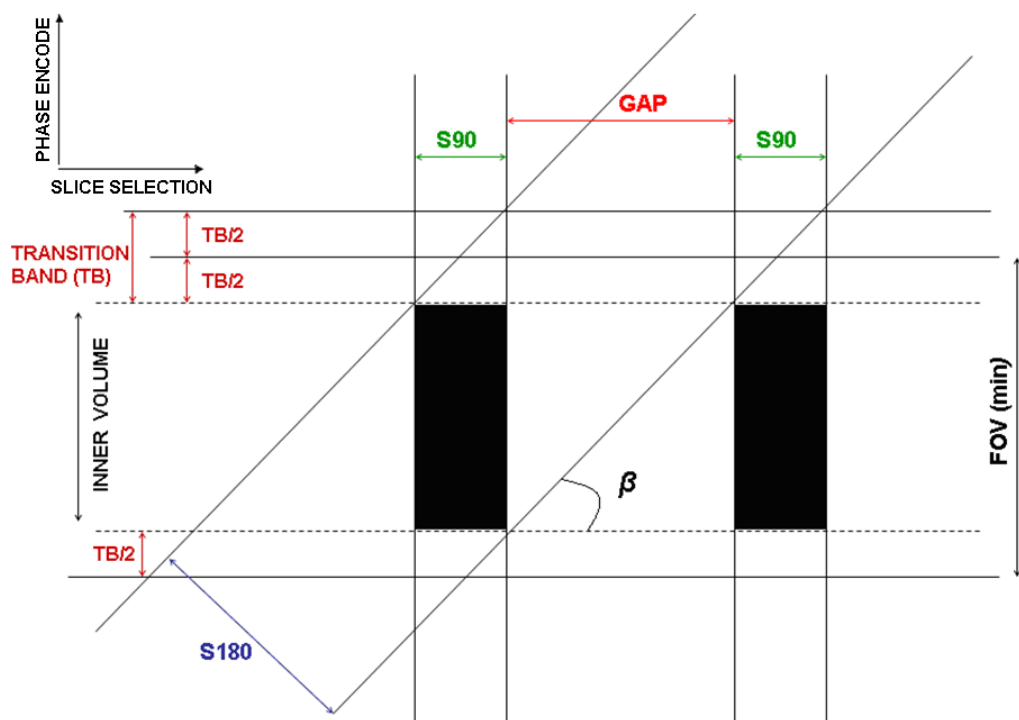 PHASE ENCODE
SLICE SELECTION
GAP
S90
S90
TRANSITION
BAND (TB)
TB/2
TB/2
INNER VOLUME
FOV (min)
β
TB/2
S180